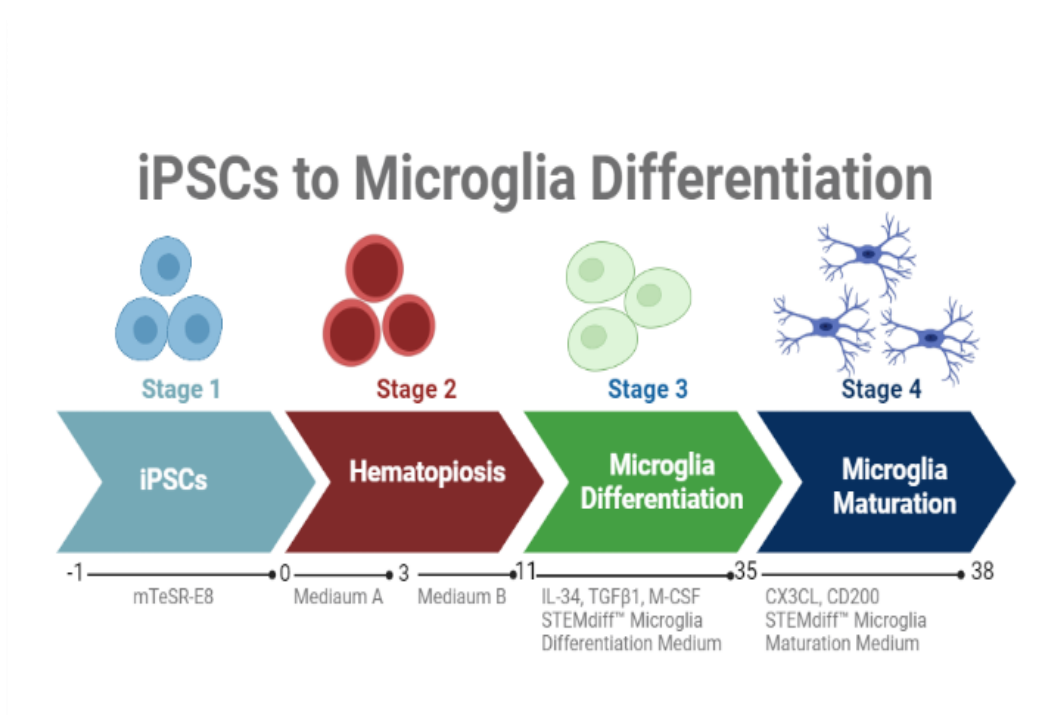 iPSCs to Microglia Differentiation
Stage 1
Stage 2
Stage 3
Stage 4
iPSCs
Hematopiosis
Microglia
Differentiation
Microglia
Maturation
-1
0
3
11
35
38
mTeSR-E8
Mediaum A
Mediaum B
IL-34, TGFβ1, M-CSF
STEMdiff™ Microglia
Differentiation Medium
CX3CL, CD200
STEMdiff™ Microglia
Maturation Medium